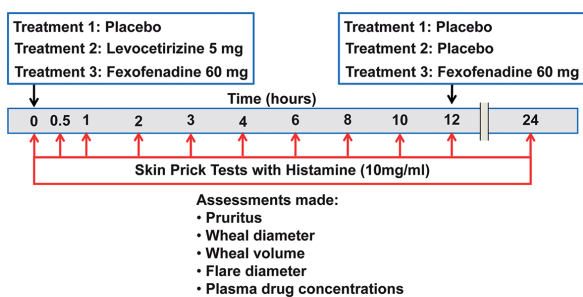 Treatment 1: Placebo
Treatment 2: Levocetirizine 5 mg
Treatment 3: Fexofenadine 60 mg
Treatment 1: Placebo
Treatment 2: Placebo
Treatment 3: Fexofenadine 60 mg
Time (hours)
0 0.5 1 2 3 4 6 8 10 12 24
Skin Prick Tests with Histamine (10mg/ml)
Assessments made:
• Pruritus
• Wheal diameter
• Wheal volume
• Flare diameter
• Plasma drug concentrations